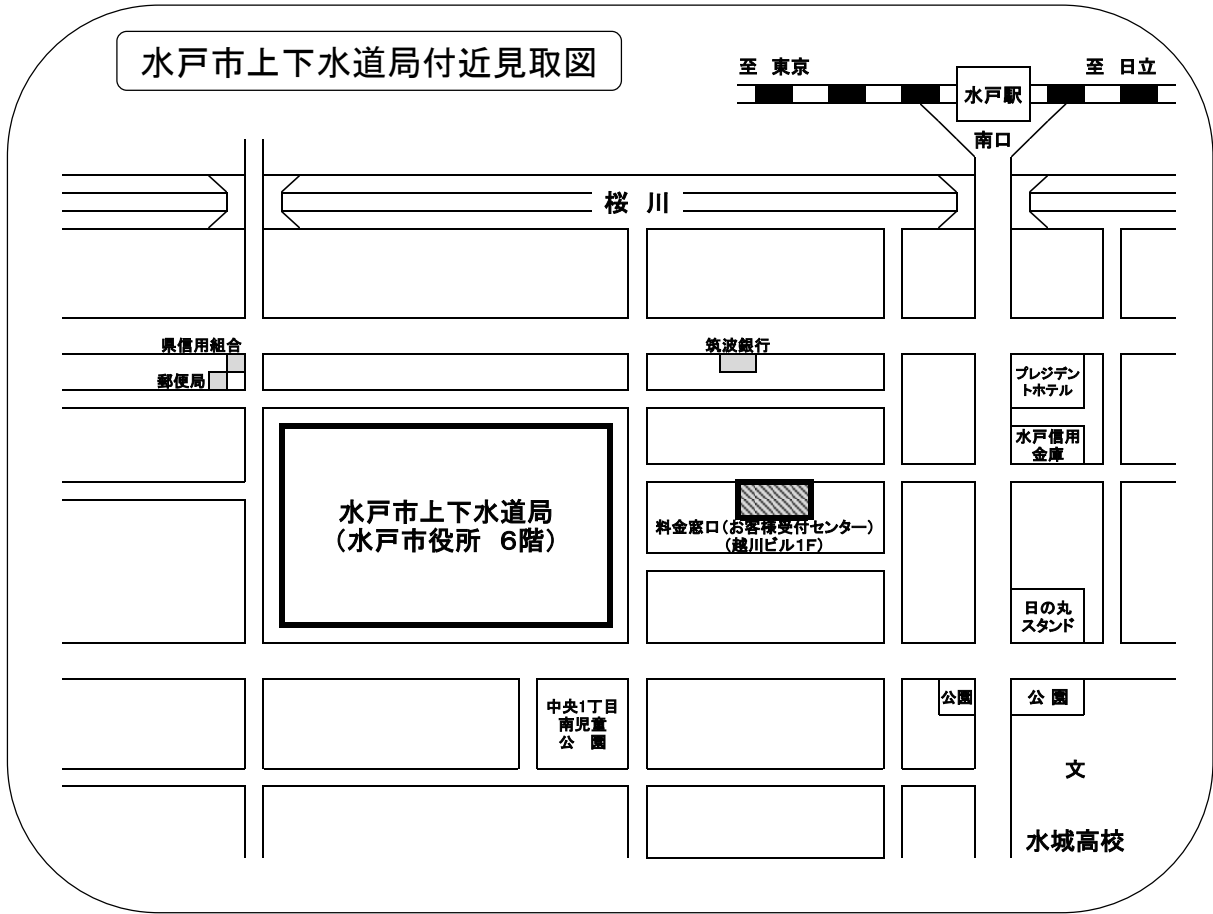 水戸市上下水道局付近見取図
至 東京
至 日立
水戸駅
南口
桜 川
県信用組合
郵便局
筑波銀行
プレジデン
トホテル
水戸信用
金庫
水戸市上下水道局
（水戸市役所 6階）
料金窓口（お客様受付センター）
（越川ビル1F）
日の丸
スタンド
中央1丁目
南児童
公 園
公園
公 園
文
水城高校